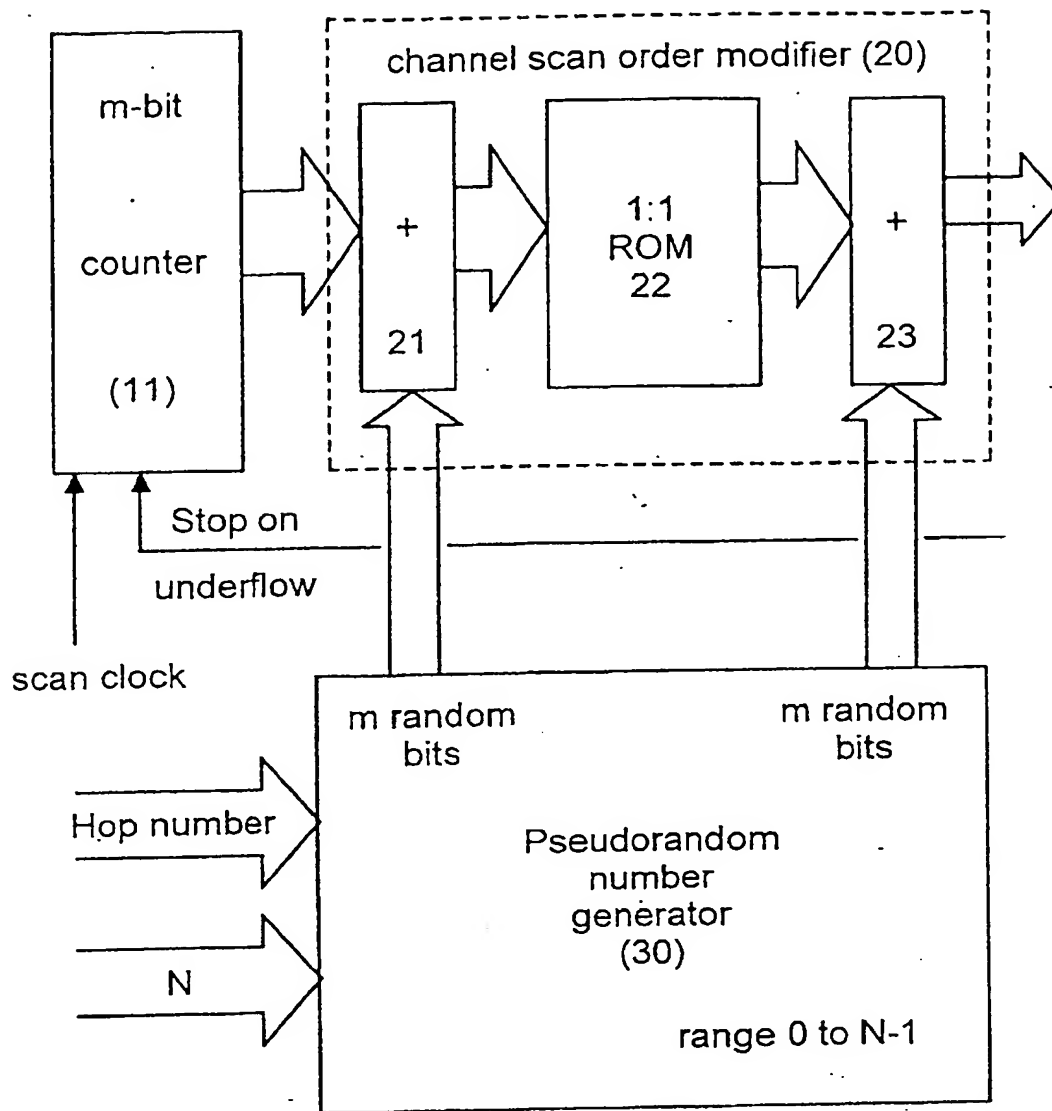 m-bit
counter
(11)
channel scan order modifier (20)
+
21
1:1
ROM
22
+
23
Stop on
underflow
scan clock
m random
bits
m random
bits
Hop number
N
Pseudorandom
number
generator
(30)
range 0 to N-1